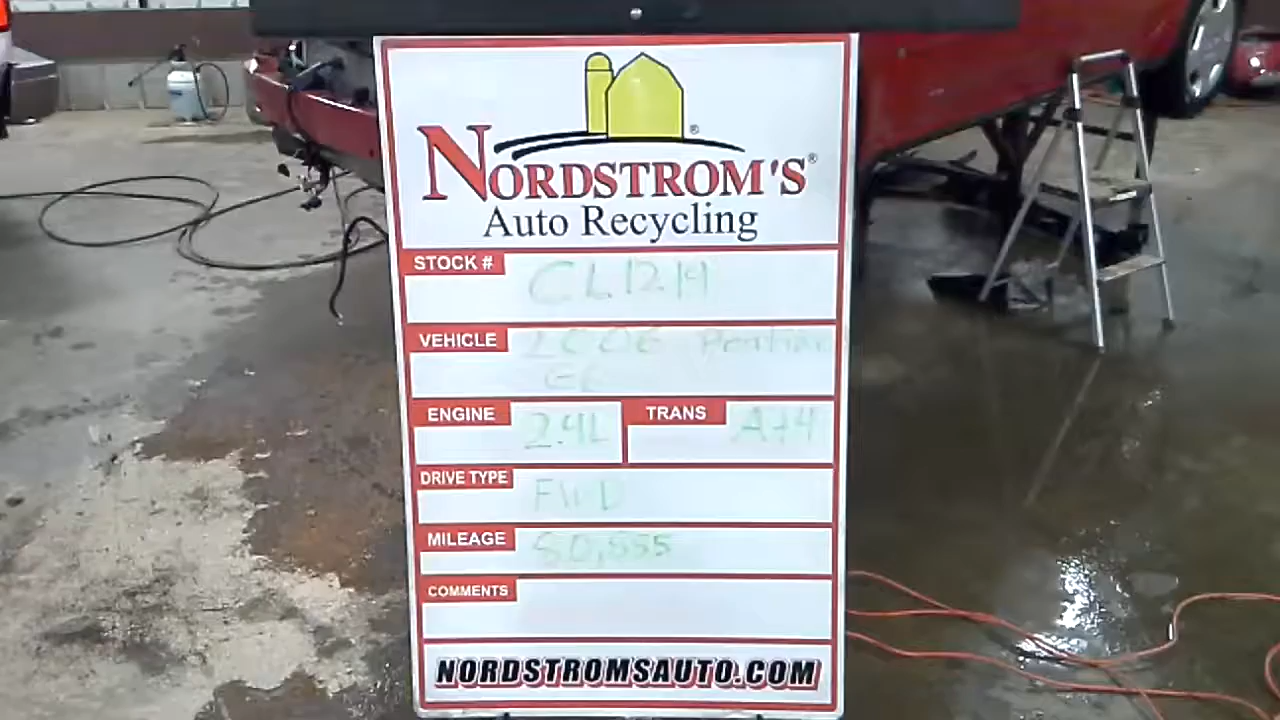 NORDSTROM'S®
Auto Recycling
STOCK # CL1219
VEHICLE 2006 Pontiac
G6
ENGINE 2.4L TRANS At4
DRIVE TYPE FWD
MILEAGE 50,555
COMMENTS
NORDSTROMSAUTO.COM